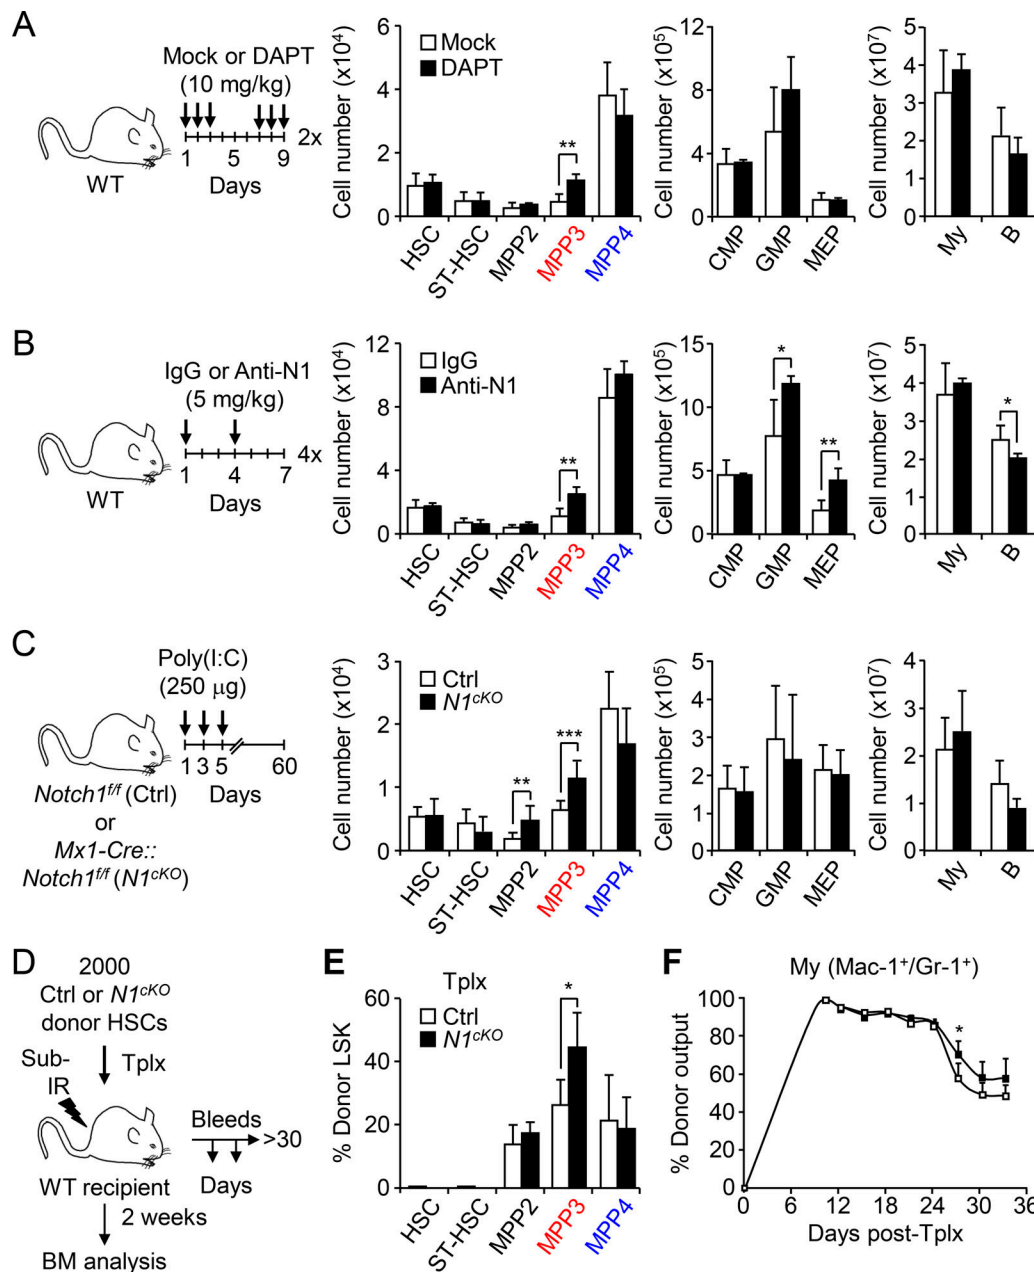 A
Mock or DAPT
(10 mg/kg)
1 5 9
2x
Days
WT
Cell number (x10⁴)
6
4
2
0
Mock
DAPT
**
HSC
ST-HSC
MPP2
MPP3
MPP4
Cell number (x10⁵)
12
8
4
0
CMP
GMP
MEP
Cell number (x10⁷)
5
4
3
2
1
0
My
B
B
IgG or Anti-N1
(5 mg/kg)
1 4 7
4x
Days
WT
Cell number (x10⁴)
12
8
4
0
IgG
Anti-N1
**
HSC
ST-HSC
MPP2
MPP3
MPP4
Cell number (x10⁵)
15
10
5
0
*
**
CMP
GMP
MEP
Cell number (x10⁷)
5
4
3
2
1
0
*
My
B
C
Poly(I:C)
(250 µg)
1 3 5 60
Days
Notch1f/f (Ctrl)
or
Mx1-Cre::
Notch1f/f (N1cKO)
Cell number (x10⁴)
3
2
1
0
Ctrl
N1cKO
**
***
HSC
ST-HSC
MPP2
MPP3
MPP4
Cell number (x10⁵)
5
4
3
2
1
0
CMP
GMP
MEP
Cell number (x10⁷)
4
3
2
1
0
My
B
D
2000
Ctrl or N1cKO
donor HSCs
Sub-
IR
Tplx
Bleeds
>30
Days
WT recipient
2 weeks
BM analysis
E
Tplx
Ctrl
N1cKO
% Donor LSK
60
40
20
0
*
HSC
ST-HSC
MPP2
MPP3
MPP4
F
My (Mac-1⁺/Gr-1⁺)
% Donor output
100
80
60
40
20
0
*
0 6 12 18 24 30 36
Days post-Tplx